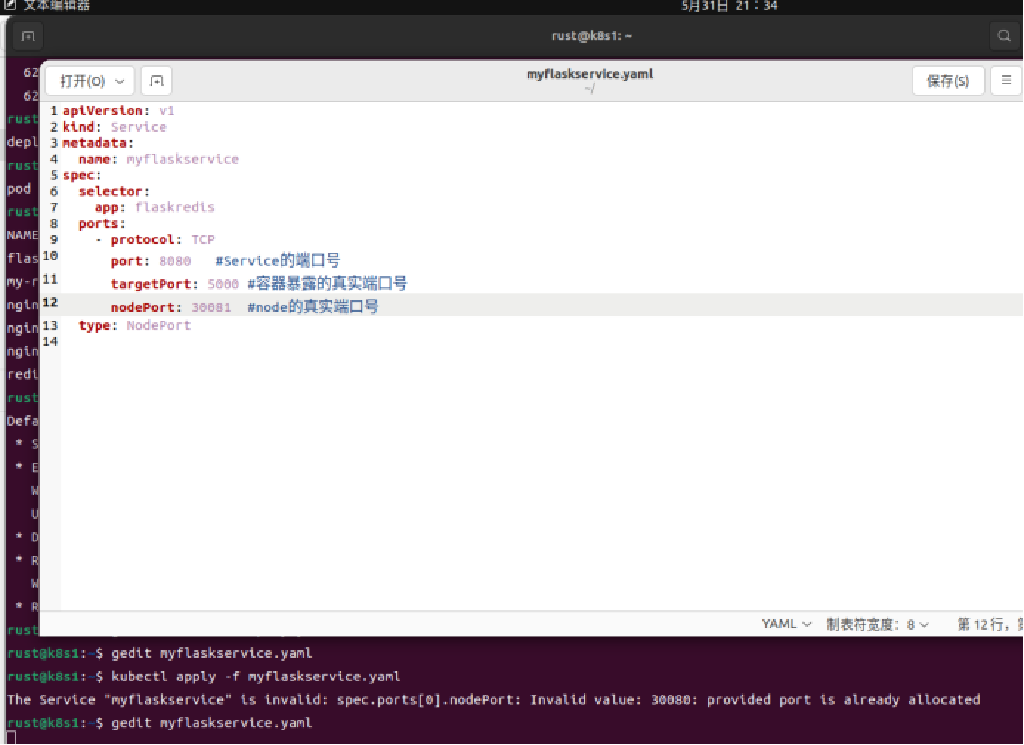 文本编辑器 5月31日 21：34
rust@k8s1: ~
打开(O) myflaskservice.yaml 保存(S)
~/
62
62
rust
depl
rust
pod
rust
NAME
flas
my-r
ngin
ngin
ngin
redi
rust
Defa
* S
* E
W
U
* D
* R
W
* R
rust
1 apiVersion: v1
2 kind: Service
3 metadata:
4   name: myflaskservice
5 spec:
6   selector:
7     app: flaskredis
8   ports:
9     - protocol: TCP
10       port: 8080   #Service的端口号
11       targetPort: 5000 #容器暴露的真实端口号
12       nodePort: 30081  #node的真实端口号
13   type: NodePort
14
YAML 制表符宽度：8 第 12 行，
rust@k8s1:~$ gedit myflaskservice.yaml
rust@k8s1:~$ kubectl apply -f myflaskservice.yaml
The Service "myflaskservice" is invalid: spec.ports[0].nodePort: Invalid value: 30080: provided port is already allocated
rust@k8s1:~$ gedit myflaskservice.yaml